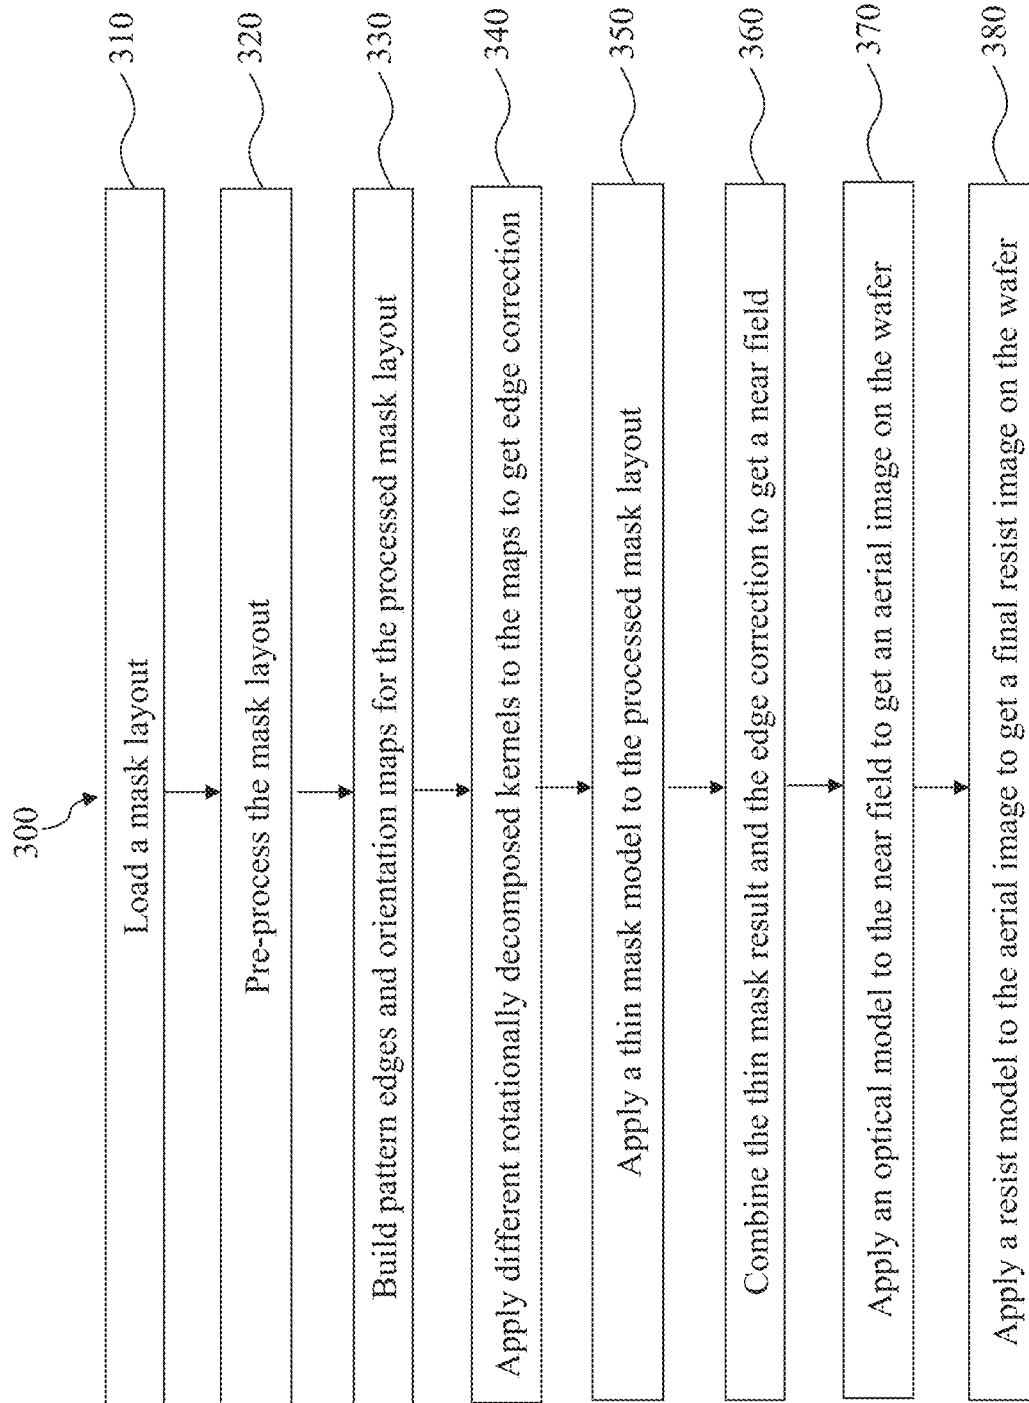 300
Load a mask layout 310
Pre-process the mask layout 320
Build pattern edges and orientation maps for the processed mask layout 330
Apply different rotationally decomposed kernels to the maps to get edge correction 340
Apply a thin mask model to the processed mask layout 350
Combine the thin mask result and the edge correction to get a near field 360
Apply an optical model to the near field to get an aerial image on the wafer 370
Apply a resist model to the aerial image to get a final resist image on the wafer 380